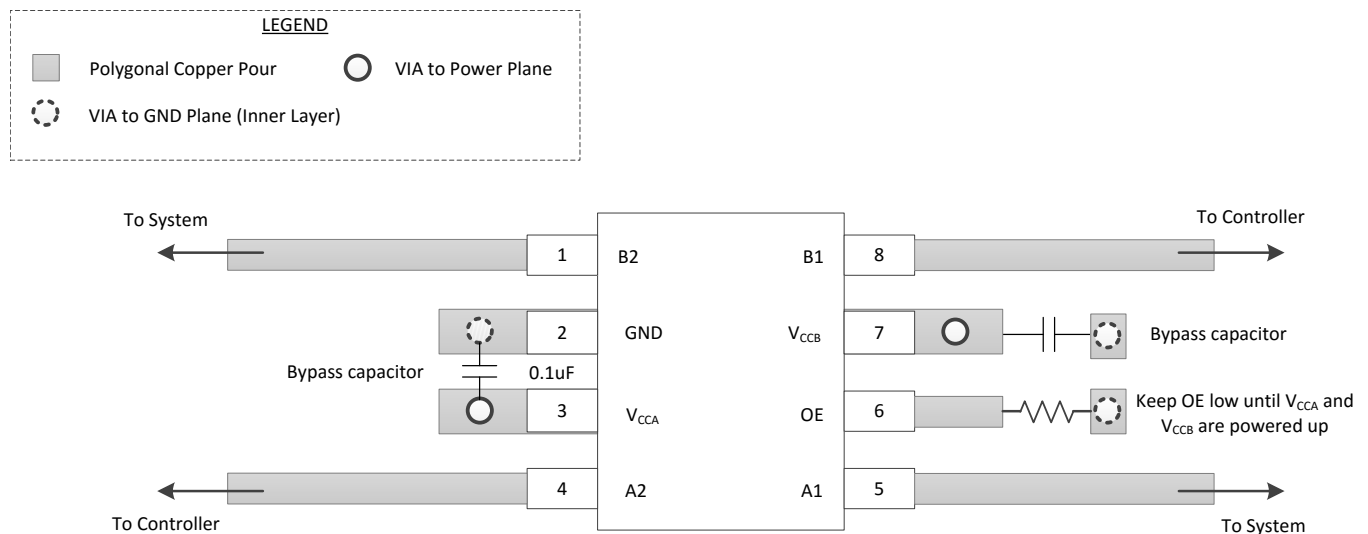 LEGEND
Polygonal Copper Pour
VIA to Power Plane
VIA to GND Plane (Inner Layer)
To System
To Controller
1
B2
B1
8
2
GND
VCCB
7
Bypass capacitor
Bypass capacitor
0.1uF
3
VCCA
OE
6
Keep OE low until VCCA and
VCCB are powered up
4
A2
A1
5
To Controller
To System